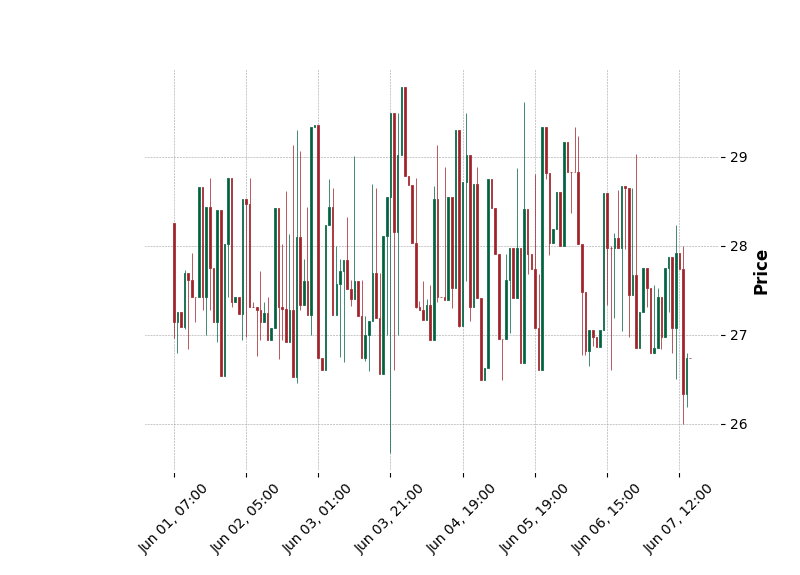 29
28
27
26
Price
Jun 01, 07:00
Jun 02, 05:00
Jun 03, 01:00
Jun 03, 21:00
Jun 04, 19:00
Jun 05, 19:00
Jun 06, 15:00
Jun 07, 12:00